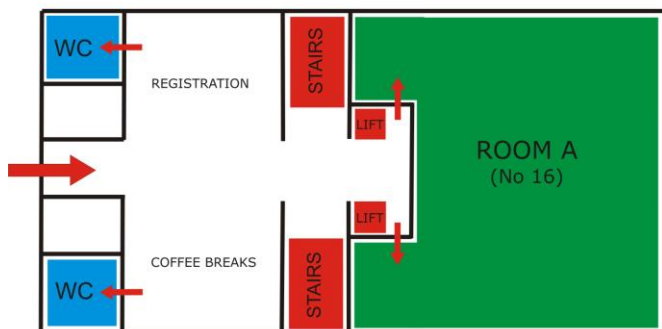 WC
REGISTRATION
STAIRS
LIFT
ROOM A
(No 16)
LIFT
COFFEE BREAKS
WC
STAIRS